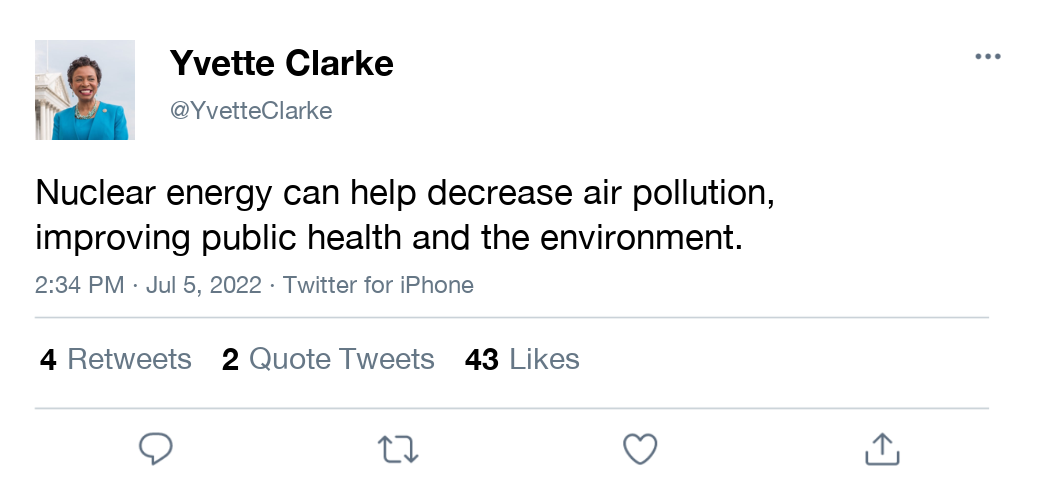 Yvette Clarke
@YvetteClarke
Nuclear energy can help decrease air pollution,
improving public health and the environment.
2:34 PM · Jul 5, 2022 · Twitter for iPhone
4 Retweets 2 Quote Tweets 43 Likes